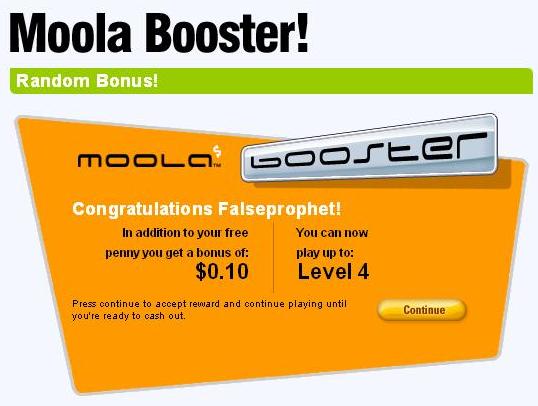 Moola Booster!
Random Bonus!
moola$™ booster
Congratulations Falseprophet!
In addition to your free
penny you get a bonus of:
$0.10
You can now
play up to:
Level 4
Press continue to accept reward and continue playing until
you're ready to cash out.
Continue